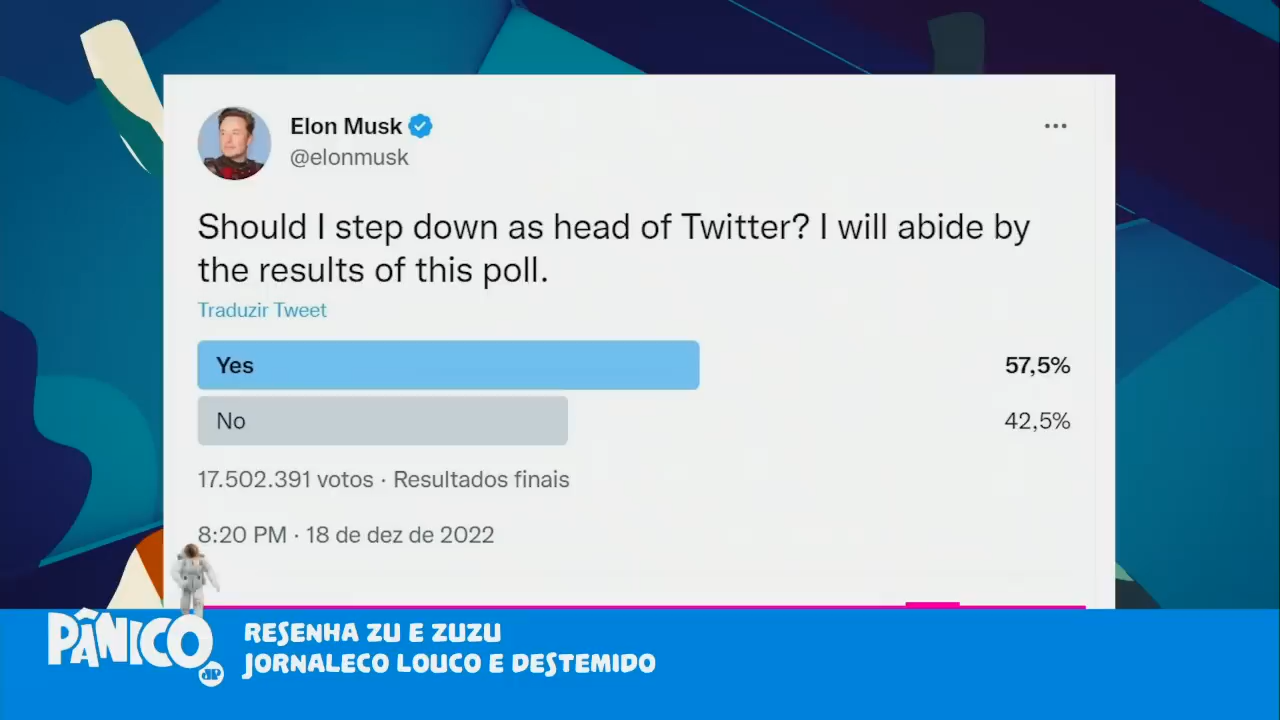 Elon Musk
@elonmusk
Should I step down as head of Twitter? I will abide by
the results of this poll.
Traduzir Tweet
Yes 57,5%
No 42,5%
17.502.391 votos · Resultados finais
8:20 PM · 18 de dez de 2022
PÂNICO
JP
RESENHA ZU E ZUZU
JORNALECO LOUCO E DESTEMIDO